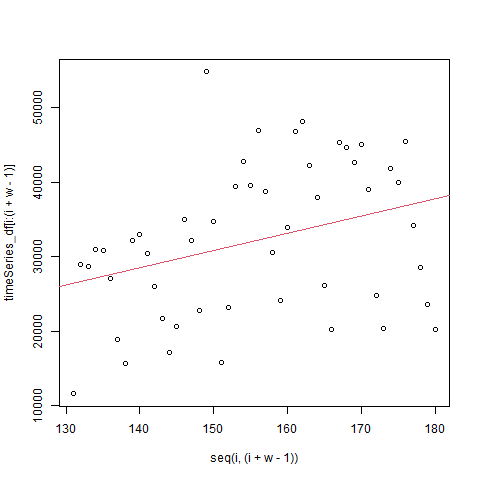 timeSeries_df[i:(i + w - 1)]
50000
40000
30000
20000
10000
130 140 150 160 170 180
seq(i, (i + w - 1))